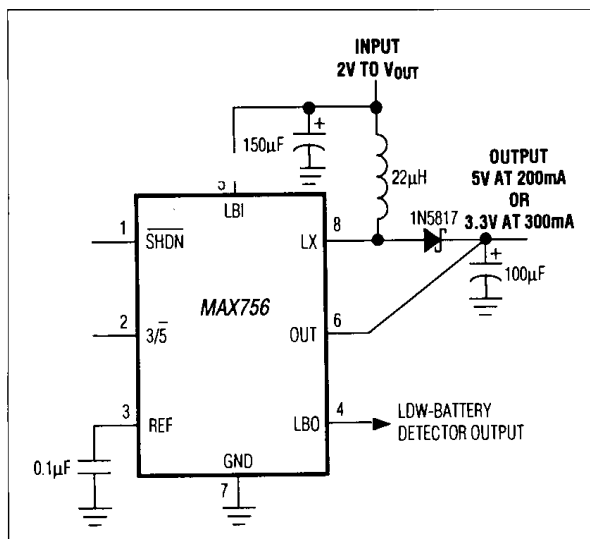 INPUT
2V TO VOUT
+
150µF
22µH
OUTPUT
5V AT 200mA
OR
3.3V AT 300mA
5
LBI
1N5817
1
SHDN
8
LX
+
100µF
MAX756
2
3/5
6
OUT
3
REF
4
LBO
LDW-BATTERY
DETECTOR OUTPUT
0.1µF
GND
7